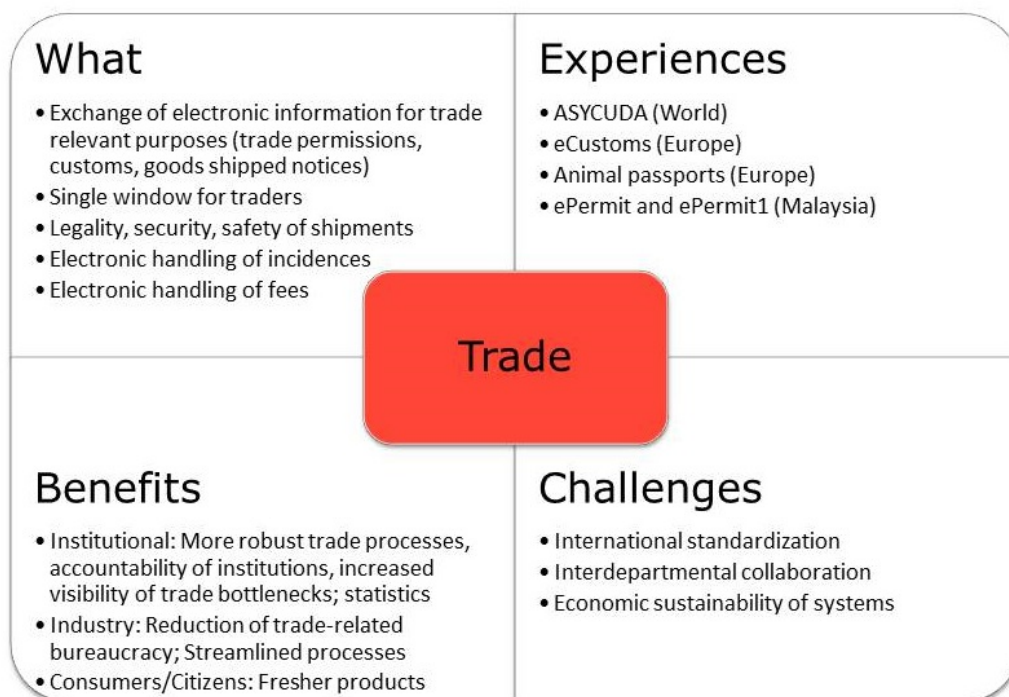 What
• Exchange of electronic information for trade
relevant purposes (trade permissions,
customs, goods shipped notices)
• Single window for traders
• Legality, security, safety of shipments
• Electronic handling of incidences
• Electronic handling of fees
Experiences
• ASYCUDA (World)
• eCustoms (Europe)
• Animal passports (Europe)
• ePermit and ePermit1 (Malaysia)
Trade
Benefits
• Institutional: More robust trade processes,
accountability of institutions, increased
visibility of trade bottlenecks; statistics
• Industry: Reduction of trade-related
bureaucracy; Streamlined processes
• Consumers/Citizens: Fresher products
Challenges
• International standardization
• Interdepartmental collaboration
• Economic sustainability of systems